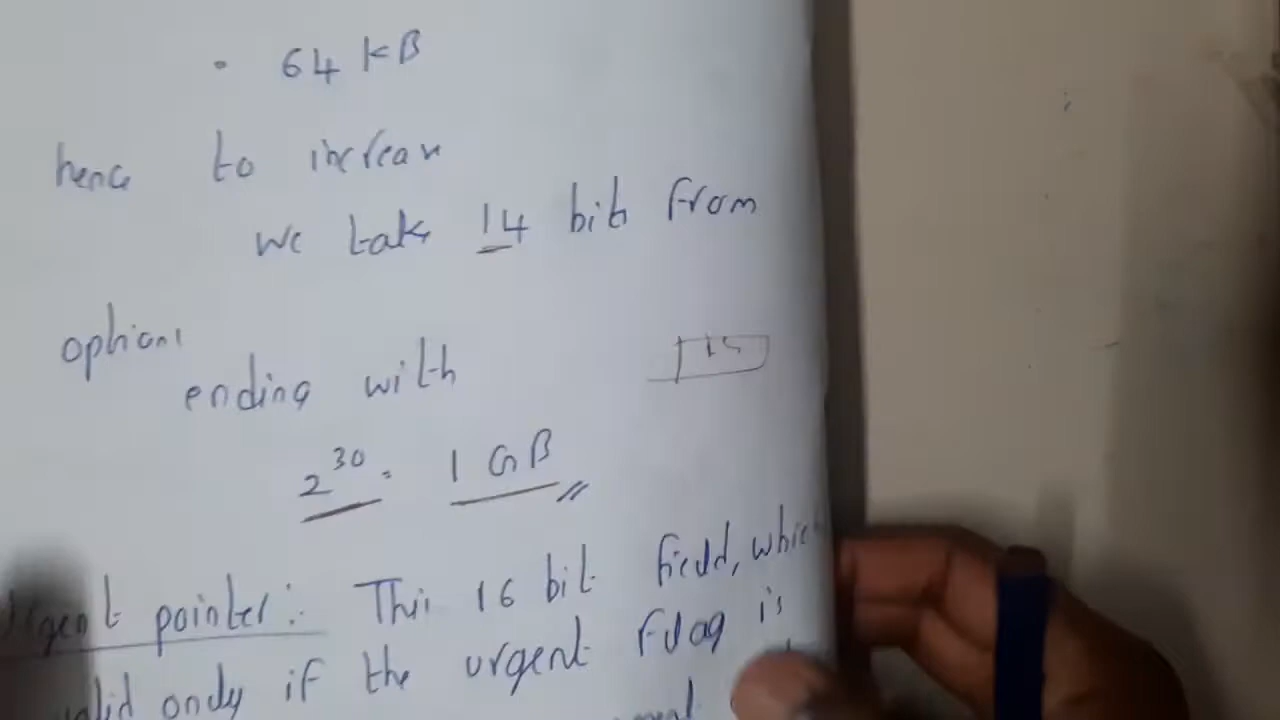 • 64 KB
hence to increase
we take 14 bits from
options
ending with
2^30 = 1 GB
Urgent pointer: This 16 bit field, which
valid only if the urgent flag is